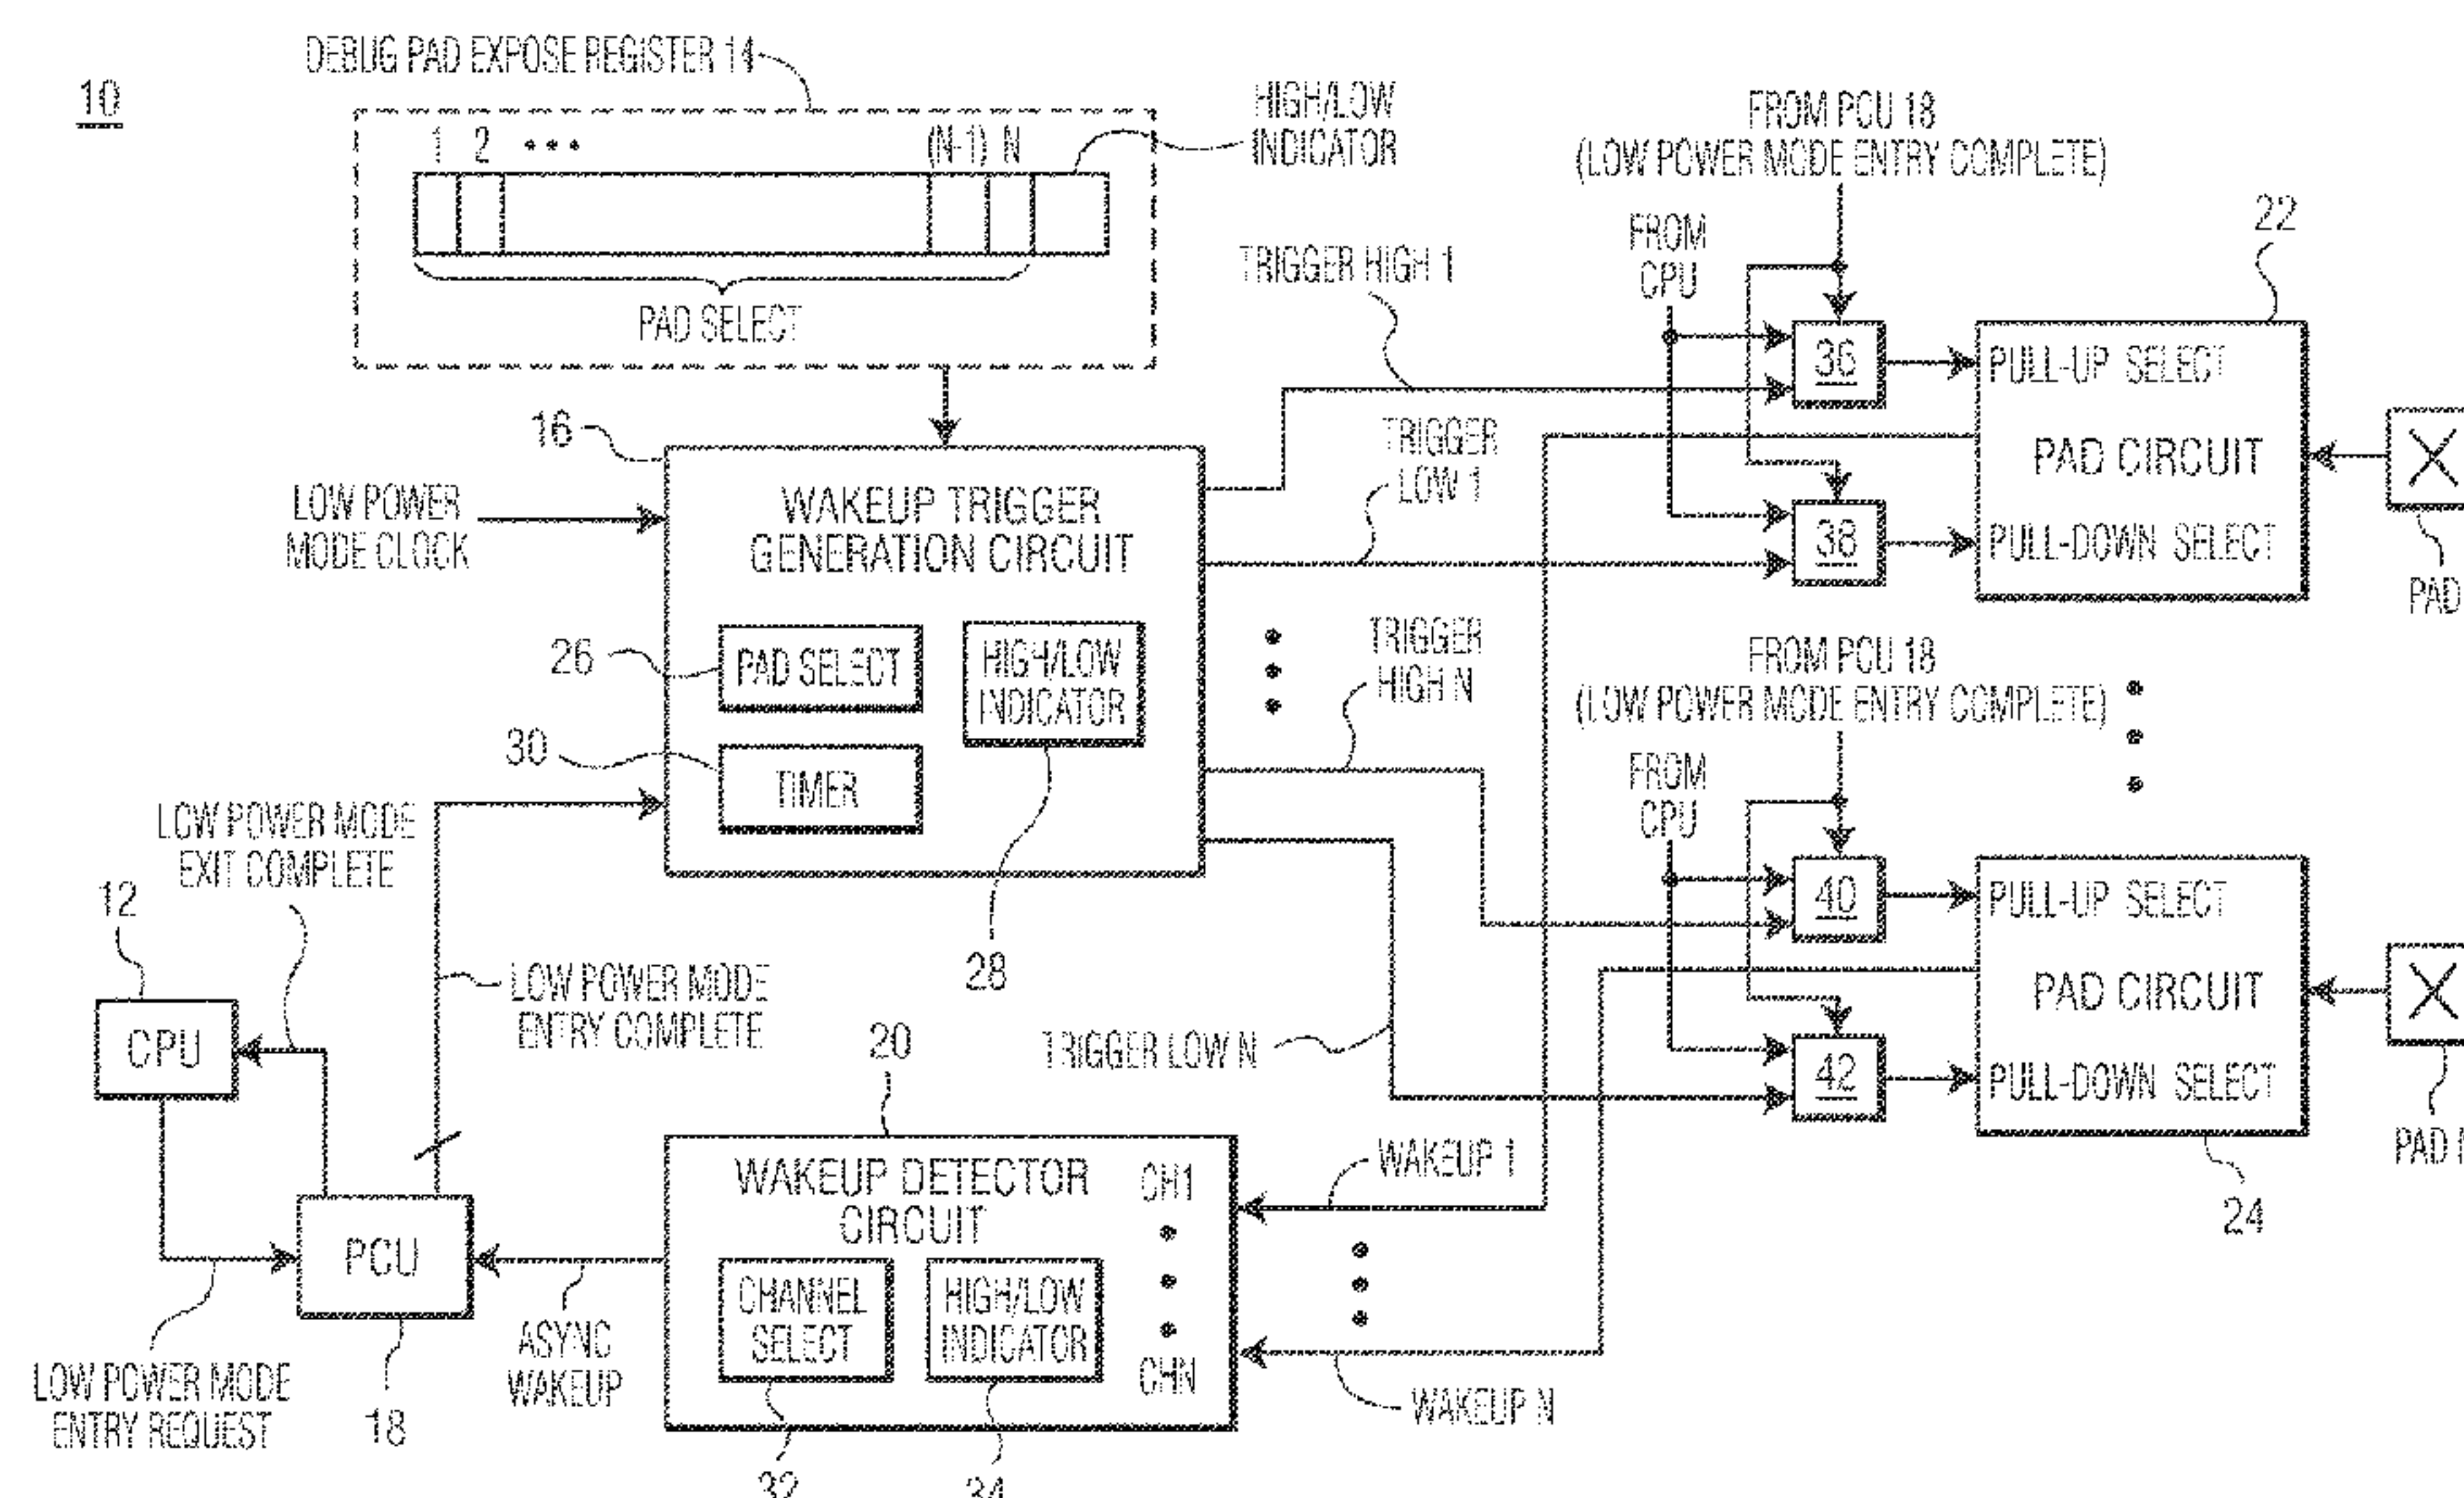 10
DEBUG PAD EXPOSE REGISTER 14
1 2 ••• (N-1) N
HIGH/LOW
INDICATOR
PAD SELECT
FROM PCU 18
(LOW POWER MODE ENTRY COMPLETE)
FROM
CPU
22
TRIGGER HIGH 1
36
PULL-UP SELECT
PAD CIRCUIT
38
PULL-DOWN SELECT
PAD
TRIGGER
LOW 1
16
LOW POWER
MODE CLOCK
WAKEUP TRIGGER
GENERATION CIRCUIT
26
PAD SELECT
HIGH/LOW
INDICATOR
30
TIMER
28
TRIGGER
HIGH N
FROM PCU 18
(LOW POWER MODE ENTRY COMPLETE)
FROM
CPU
40
PULL-UP SELECT
PAD CIRCUIT
42
PULL-DOWN SELECT
PAD
24
LOW POWER MODE
EXIT COMPLETE
12
CPU
LOW POWER MODE
ENTRY COMPLETE
TRIGGER LOW N
20
WAKEUP DETECTOR
CIRCUIT
CH1
CHN
CHANNEL
SELECT
HIGH/LOW
INDICATOR
32
34
WAKEUP 1
WAKEUP N
PCU
18
ASYNC
WAKEUP
LOW POWER MODE
ENTRY REQUEST